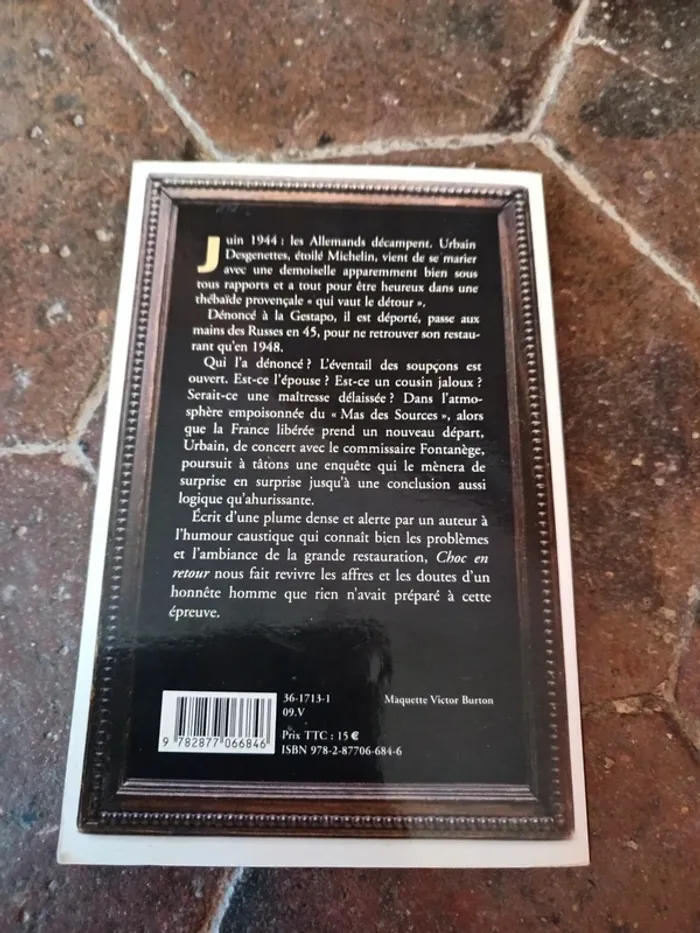 Juin 1944 : les Allemands décampent. Urbain
Desgenettes, étoilé Michelin, vient de se marier
avec une demoiselle apparemment bien sous
tous rapports et a tout pour être heureux dans une
thébaïde provençale « qui vaut le détour ».
Dénoncé à la Gestapo, il est déporté, passe aux
mains des Russes en 45, pour ne retrouver son restau-
rant qu'en 1948.
Qui l'a dénoncé ? L'éventail des soupçons est
ouvert. Est-ce l'épouse ? Est-ce un cousin jaloux ?
Serait-ce une maîtresse délaissée ? Dans l'atmo-
sphère empoisonnée du « Mas des Sources », alors
que la France libérée prend un nouveau départ,
Urbain, de concert avec le commissaire Fontanège,
poursuit à tâtons une enquête qui le mènera de
surprise en surprise jusqu'à une conclusion aussi
logique qu'ahurissante.
Écrit d'une plume dense et alerte par un auteur à
l'humour caustique qui connaît bien les problèmes
et l'ambiance de la grande restauration, Choc en
retour nous fait revivre les affres et les doutes d'un
honnête homme que rien n'avait préparé à cette
épreuve.
36-1713-1
09.V
Maquette Victor Burton
Prix TTC : 15 €
ISBN 978-2-87706-684-6
9 782877 066846